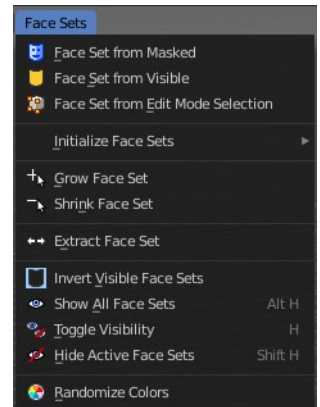 Face Sets
Face Set from Masked
Face Set from Visible
Face Set from Edit Mode Selection
Initialize Face Sets
Grow Face Set
Shrink Face Set
Extract Face Set
Invert Visible Face Sets
Show All Face Sets Alt H
Toggle Visibility H
Hide Active Face Sets Shift H
Randomize Colors